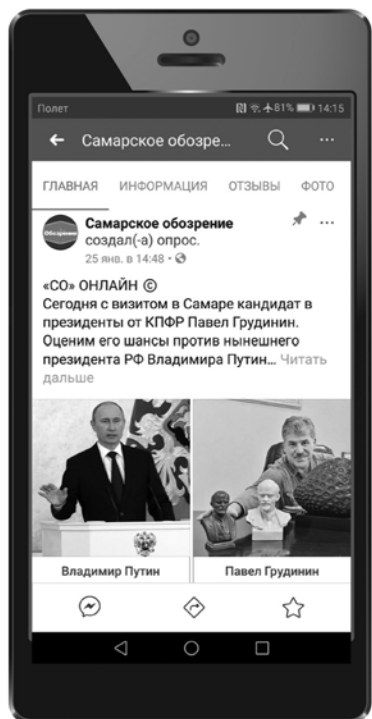 Полет 81% 14:15
Самарское обозре...
ГЛАВНАЯ ИНФОРМАЦИЯ ОТЗЫВЫ ФОТО
Обозрение
Самарское обозрение
создал(-а) опрос.
25 янв. в 14:48
«СО» ОНЛАЙН ©
Сегодня с визитом в Самаре кандидат в
президенты от КПФР Павел Грудинин.
Оценим его шансы против нынешнего
президента РФ Владимира Путин... Читать
дальше
Владимир Путин Павел Грудинин